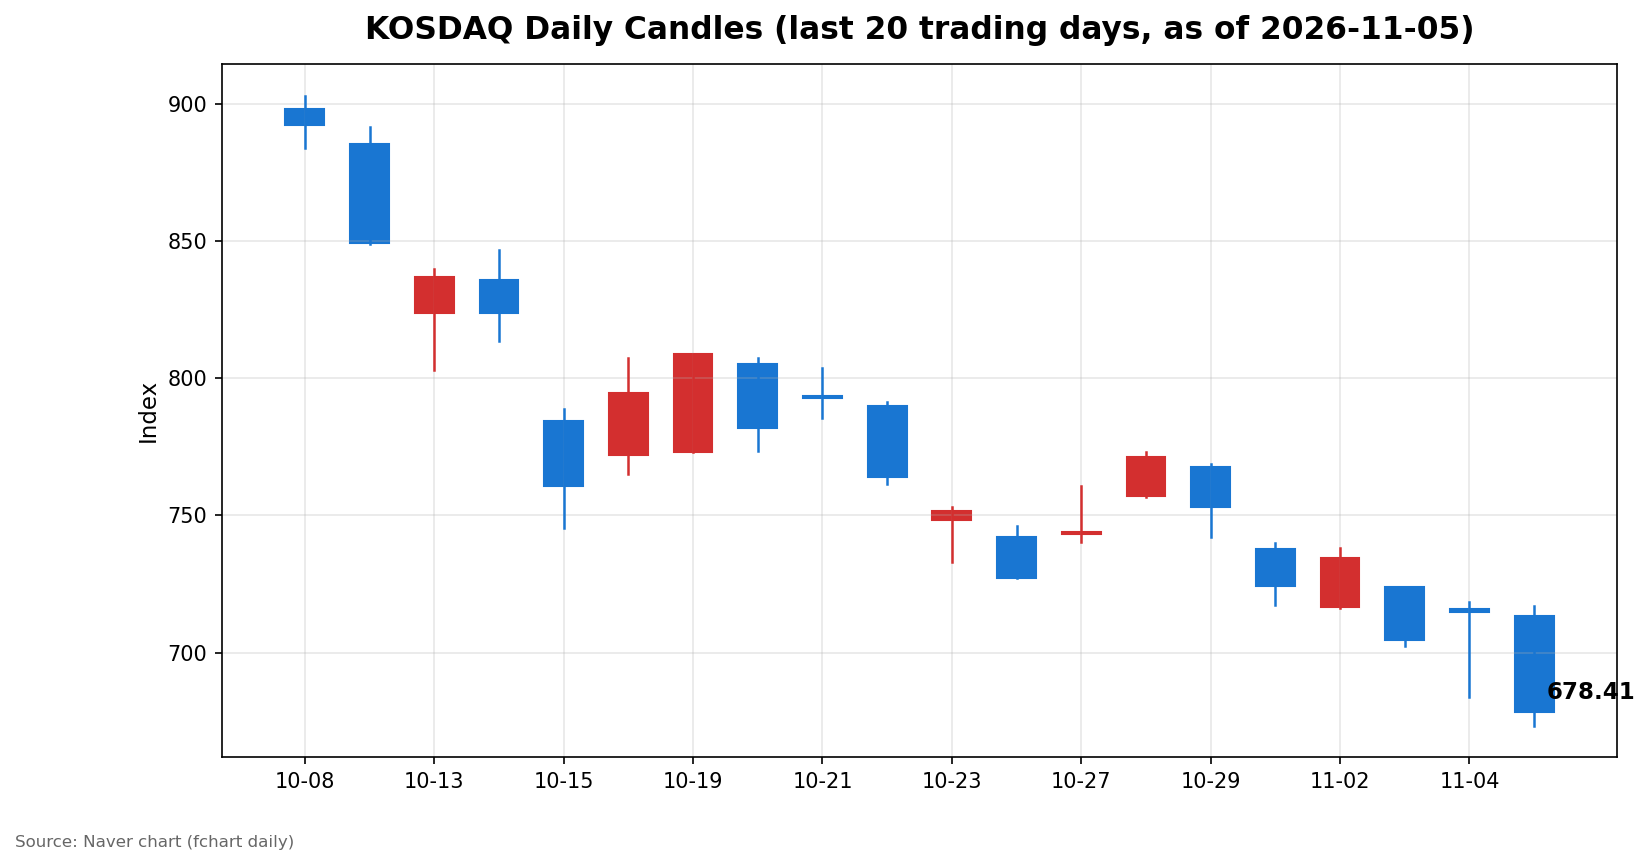 KOSDAQ Daily Candles (last 20 trading days, as of 2026-11-05)
Index
900
850
800
750
700
678.41
10-08 10-13 10-15 10-19 10-21 10-23 10-27 10-29 11-02 11-04
Source: Naver chart (fchart daily)